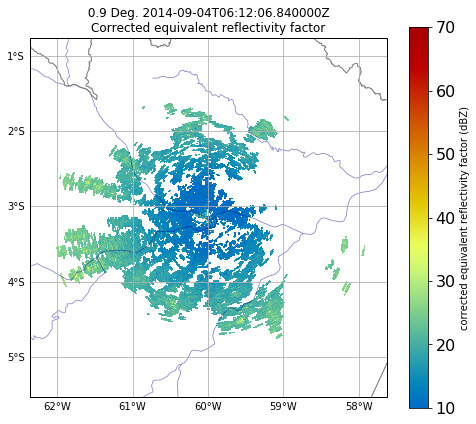 0.9 Deg. 2014-09-04T06:12:06.840000Z
Corrected equivalent reflectivity factor
1°S
2°S
3°S
4°S
5°S
62°W
61°W
60°W
59°W
58°W
70
60
50
40
30
20
10
corrected equivalent reflectivity factor (dBZ)